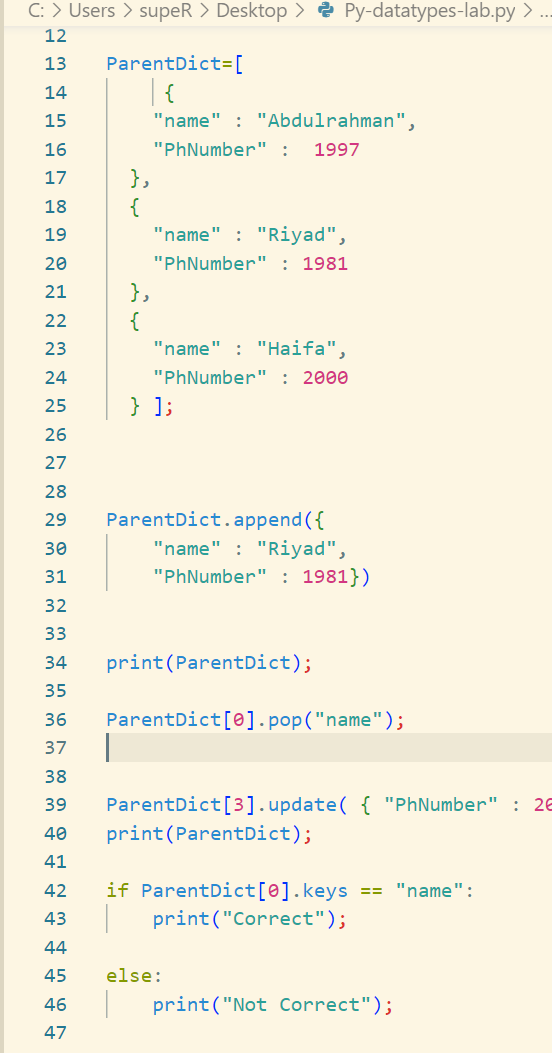 C: > Users > supeR > Desktop > Py-datatypes-lab.py > ...
12
13 ParentDict=[
14 {
15 "name" : "Abdulrahman",
16 "PhNumber" :  1997
17 },
18 {
19 "name" : "Riyad",
20 "PhNumber" : 1981
21 },
22 {
23 "name" : "Haifa",
24 "PhNumber" : 2000
25 } ];
26
27
28
29 ParentDict.append({
30 "name" : "Riyad",
31 "PhNumber" : 1981})
32
33
34 print(ParentDict);
35
36 ParentDict[0].pop("name");
37
38
39 ParentDict[3].update( { "PhNumber" : 20
40 print(ParentDict);
41
42 if ParentDict[0].keys == "name":
43 print("Correct");
44
45 else:
46 print("Not Correct");
47